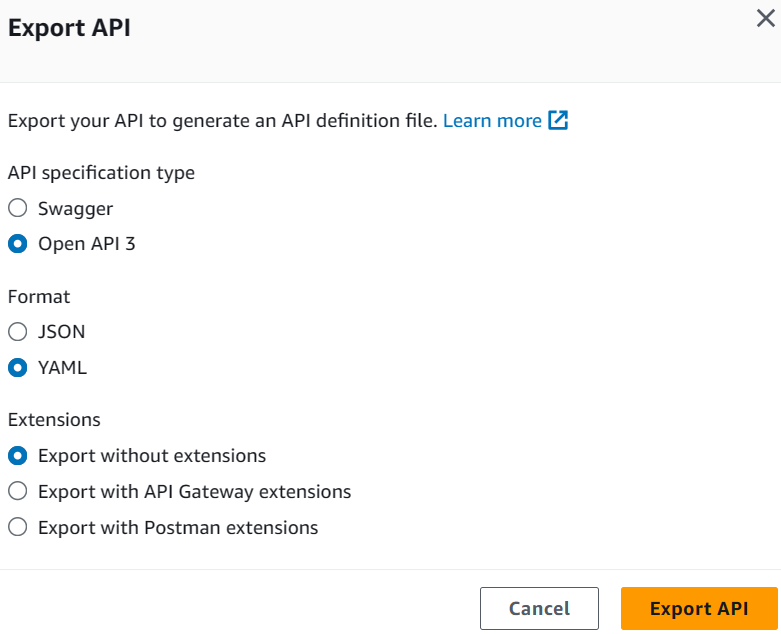 Export API
Export your API to generate an API definition file. Learn more
API specification type
Swagger
Open API 3
Format
JSON
YAML
Extensions
Export without extensions
Export with API Gateway extensions
Export with Postman extensions
Cancel Export API